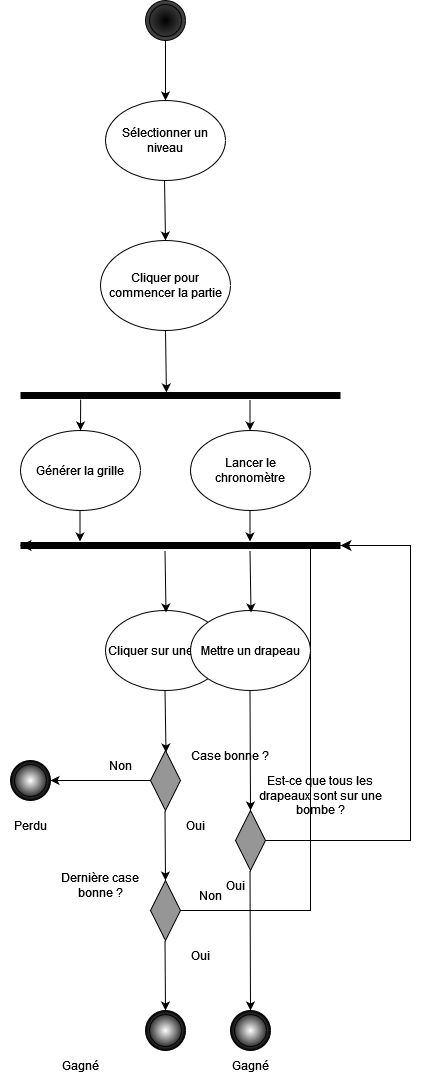 Sélectionner un
niveau
Cliquer pour
commencer la partie
Générer la grille
Lancer le
chronomètre
Cliquer sur une
Mettre un drapeau
Case bonne ?
Non
Est-ce que tous les
drapeaux sont sur une
bombe ?
Perdu
Oui
Dernière case
bonne ?
Non
Oui
Oui
Gagné
Gagné